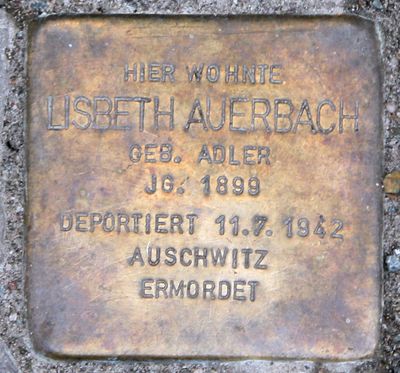 HIER WOHNTE
LISBETH AUERBACH
GEB. ADLER
JG. 1899
DEPORTIERT 11.7.1942
AUSCHWITZ
ERMORDET